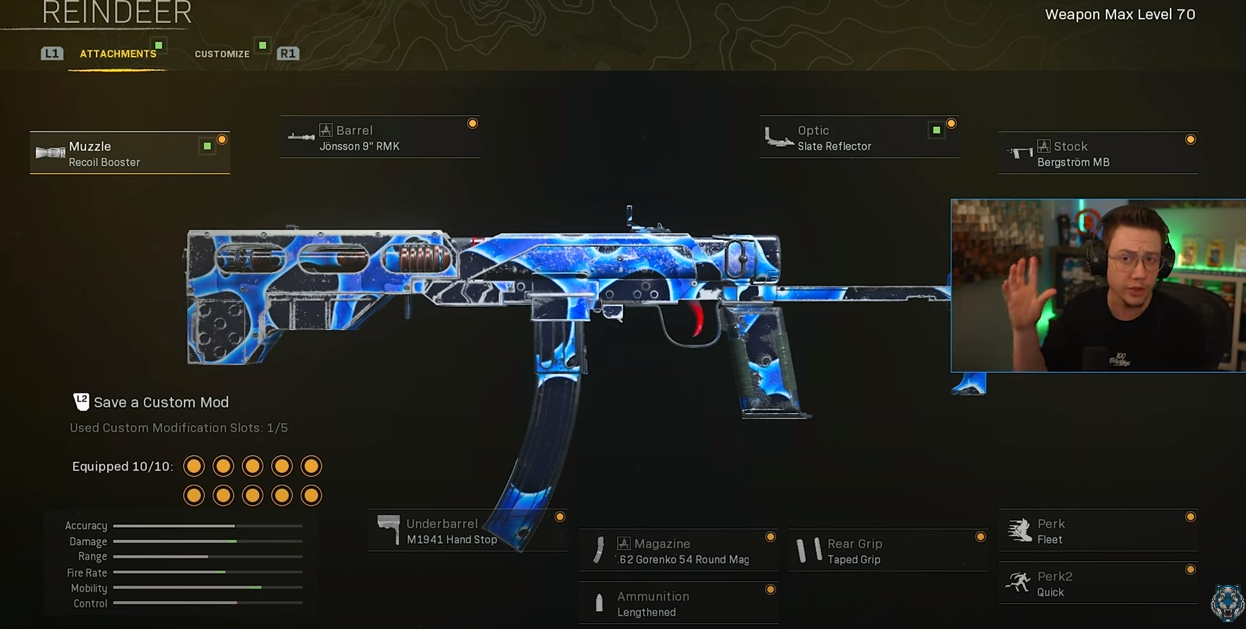 REINDEER
Weapon Max Level 70
L1 ATTACHMENTS CUSTOMIZE R1
Muzzle
Recoil Booster
Barrel
Jönsson 9" RMK
Optic
Slate Reflector
Stock
Bergström MB
L2 Save a Custom Mod
Used Custom Modification Slots: 1/5
Equipped 10/10:
Accuracy
Damage
Range
Fire Rate
Mobility
Control
Underbarrel
M1941 Hand Stop
Magazine
.62 Gorenko 54 Round Mag
Ammunition
Lengthened
Rear Grip
Taped Grip
Perk
Fleet
Perk2
Quick